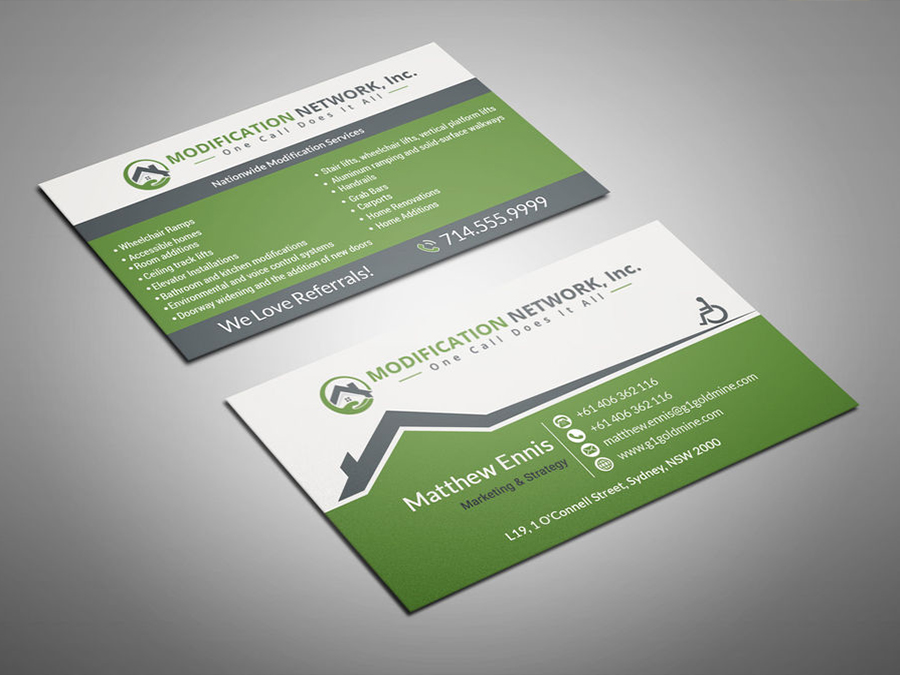 MODIFICATION NETWORK, Inc.
One Call Does It All
Nationwide Modification Services
• Wheelchair Ramps
• Accessible homes
• Room additions
• Ceiling track lifts
• Elevator Installations
• Bathroom and kitchen modifications
• Environmental and voice control systems
• Doorway widening and the addition of new doors
• Stair lifts, wheelchair lifts, vertical platform lifts
• Aluminum ramping and solid-surface walkways
• Handrails
• Grab Bars
• Carports
• Home Renovations
• Home Additions
We Love Referrals!
714.555.9999
MODIFICATION NETWORK, Inc.
One Call Does It All
Matthew Ennis
Marketing & Strategy
+61 406 362 116
+61 406 362 116
matthew.ennis@g1goldmine.com
www.g1goldmine.com
L19, 1 O'Connell Street, Sydney, NSW 2000